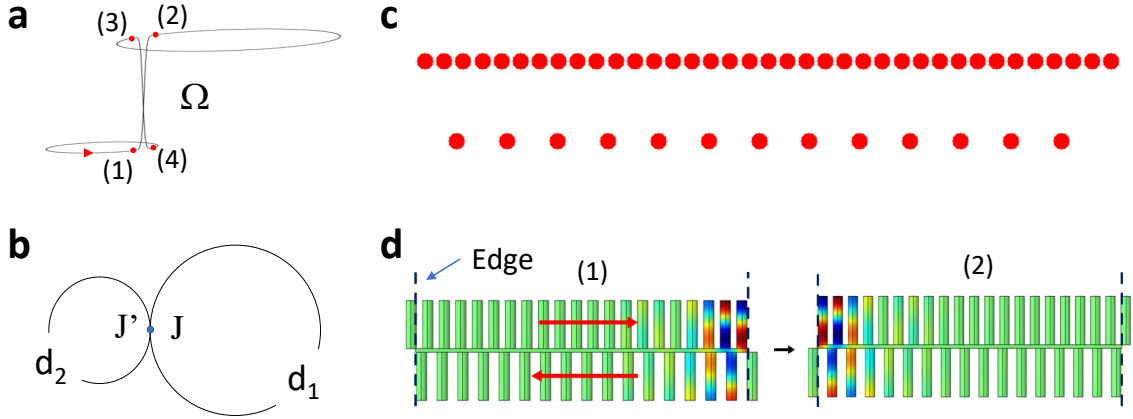 a
(3)
(2)
Ω
(1)
(4)
b
J’
J
d2
d1
c
d
Edge
(1)
(2)